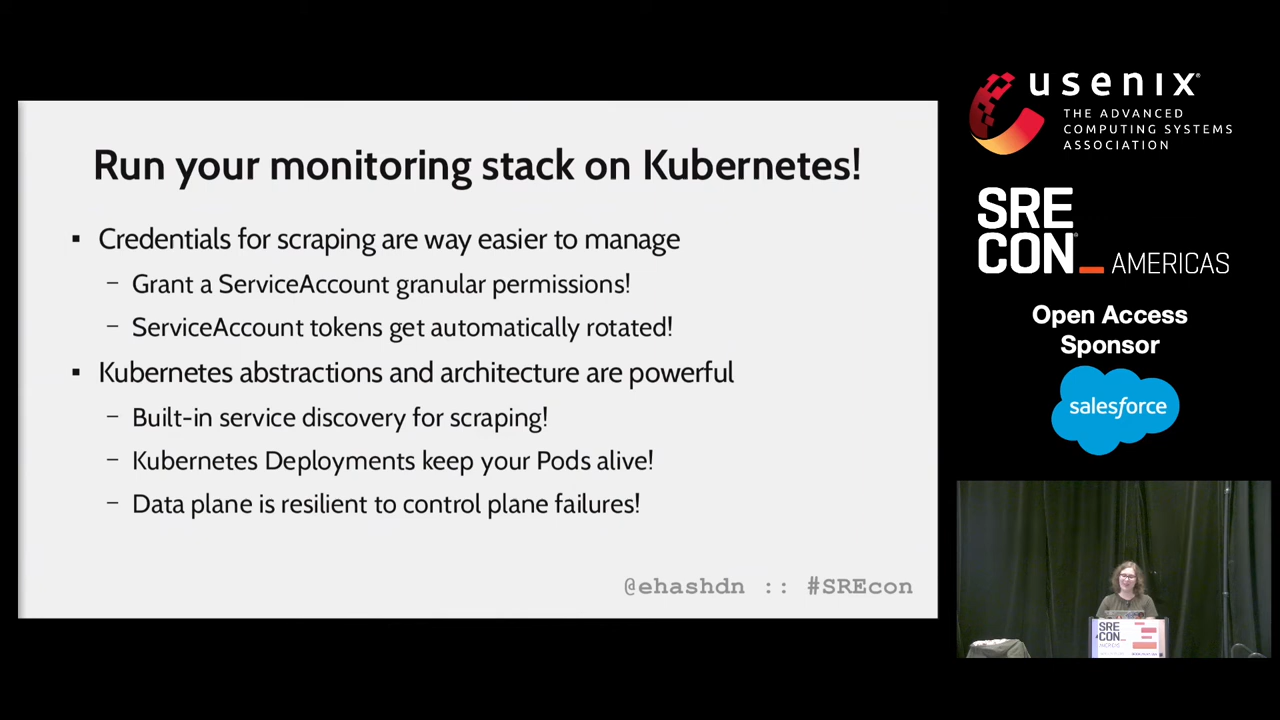 Run your monitoring stack on Kubernetes!
▪ Credentials for scraping are way easier to manage
– Grant a ServiceAccount granular permissions!
– ServiceAccount tokens get automatically rotated!
▪ Kubernetes abstractions and architecture are powerful
– Built-in service discovery for scraping!
– Kubernetes Deployments keep your Pods alive!
– Data plane is resilient to control plane failures!
@ehashdn :: #SREcon
usenix
THE ADVANCED
COMPUTING SYSTEMS
ASSOCIATION
SRE
CON_AMERICAS
Open Access
Sponsor
salesforce
SRE
CON_